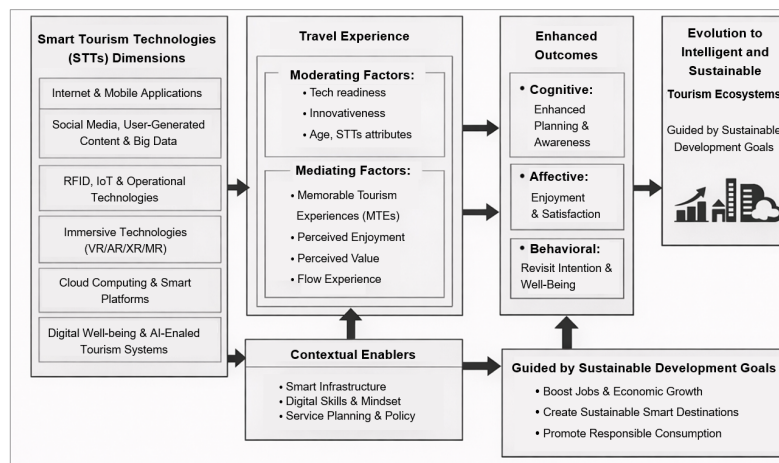 Smart Tourism Technologies
(STTs) Dimensions
Internet & Mobile Applications
Social Media, User-Generated
Content & Big Data
RFID, IoT & Operational
Technologies
Immersive Technologies
(VR/AR/XR/MR)
Cloud Computing & Smart
Platforms
Digital Well-being & AI-Enaled
Tourism Systems
Travel Experience
Moderating Factors:
• Tech readiness
• Innovativeness
• Age, STTs attributes
Mediating Factors:
• Memorable Tourism
Experiences (MTEs)
• Perceived Enjoyment
• Perceived Value
• Flow Experience
Contextual Enablers
• Smart Infrastructure
• Digital Skills & Mindset
• Service Planning & Policy
Enhanced
Outcomes
• Cognitive:
Enhanced
Planning &
Awareness
• Affective:
Enjoyment
& Satisfaction
• Behavioral:
Revisit Intention &
Well-Being
Guided by Sustainable Development Goals
• Boost Jobs & Economic Growth
• Create Sustainable Smart Destinations
• Promote Responsible Consumption
Evolution to
Intelligent and
Sustainable
Tourism Ecosystems
Guided by Sustainable
Development Goals